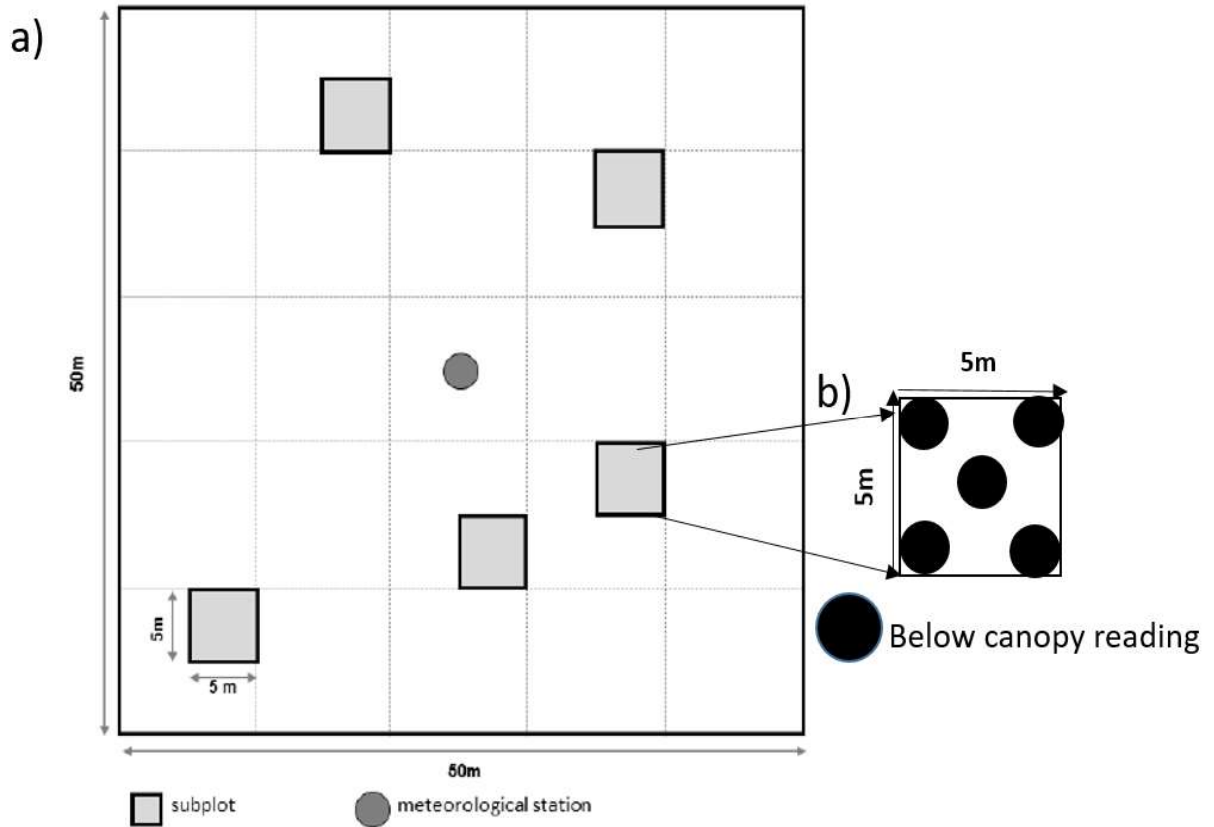 a)
50m
b)
5m
5m
5m
5 m
Below canopy reading
50m
subplot
meteorological station